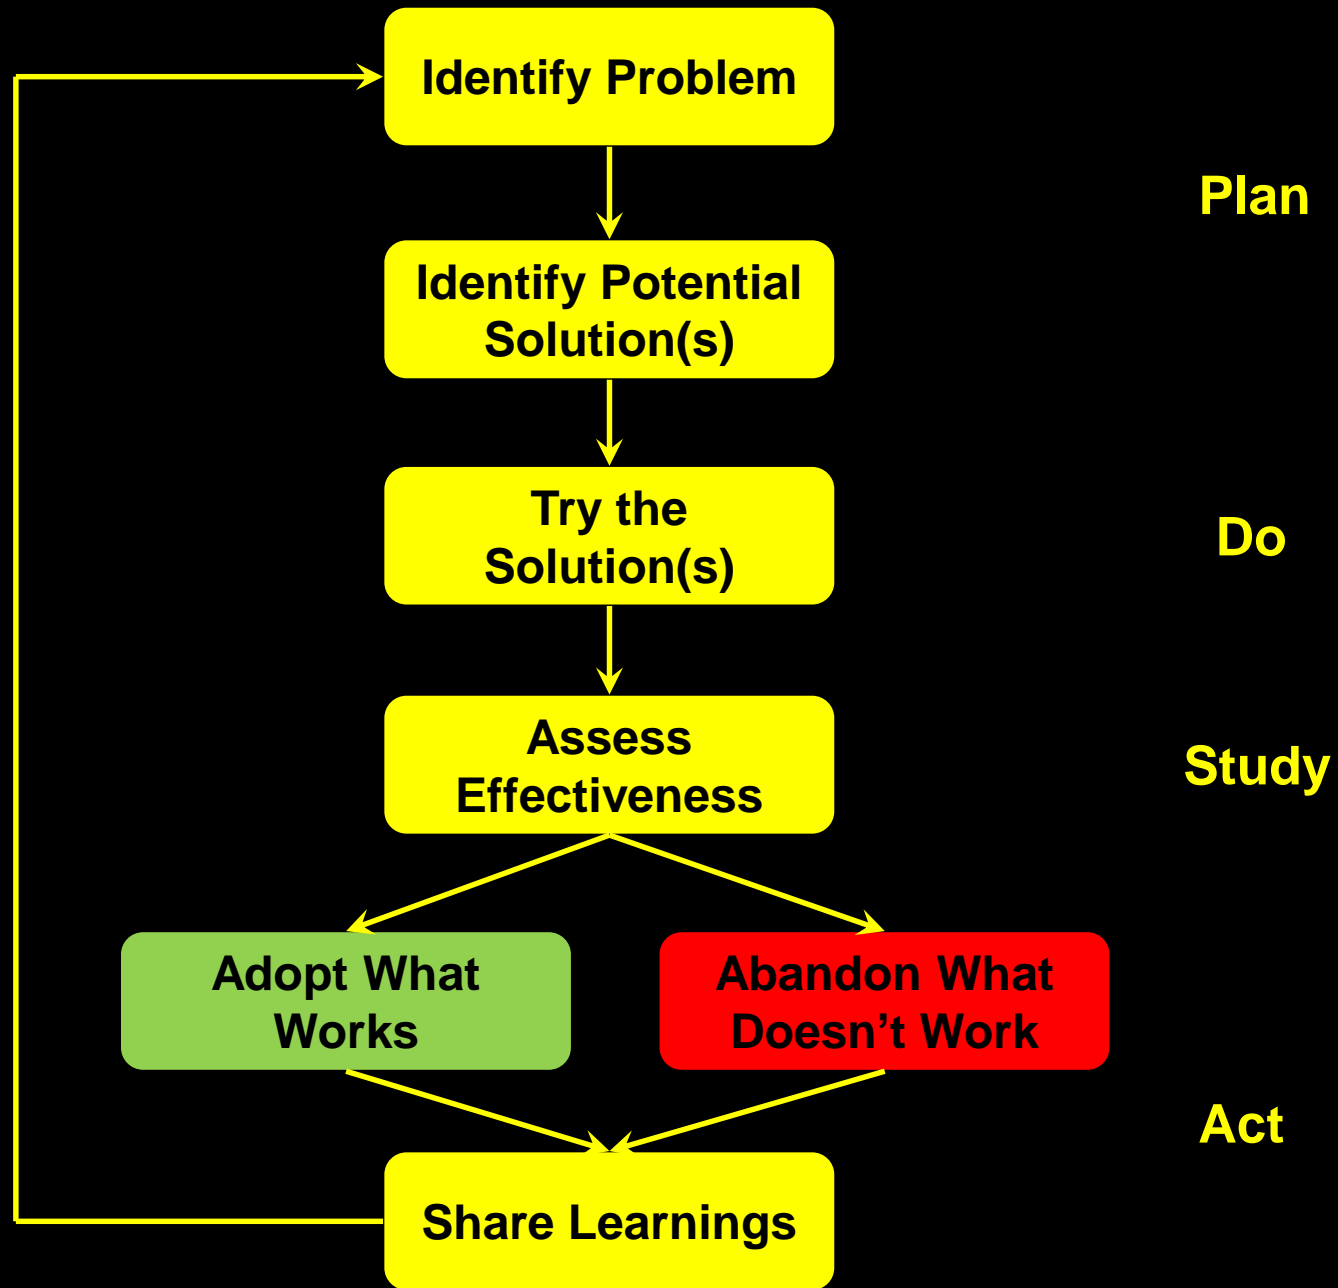 Identify Problem
Plan
Identify Potential
Solution(s)
Try the
Solution(s)
Do
Assess
Effectiveness
Study
Adopt What
Works
Abandon What
Doesn’t Work
Act
Share Learnings